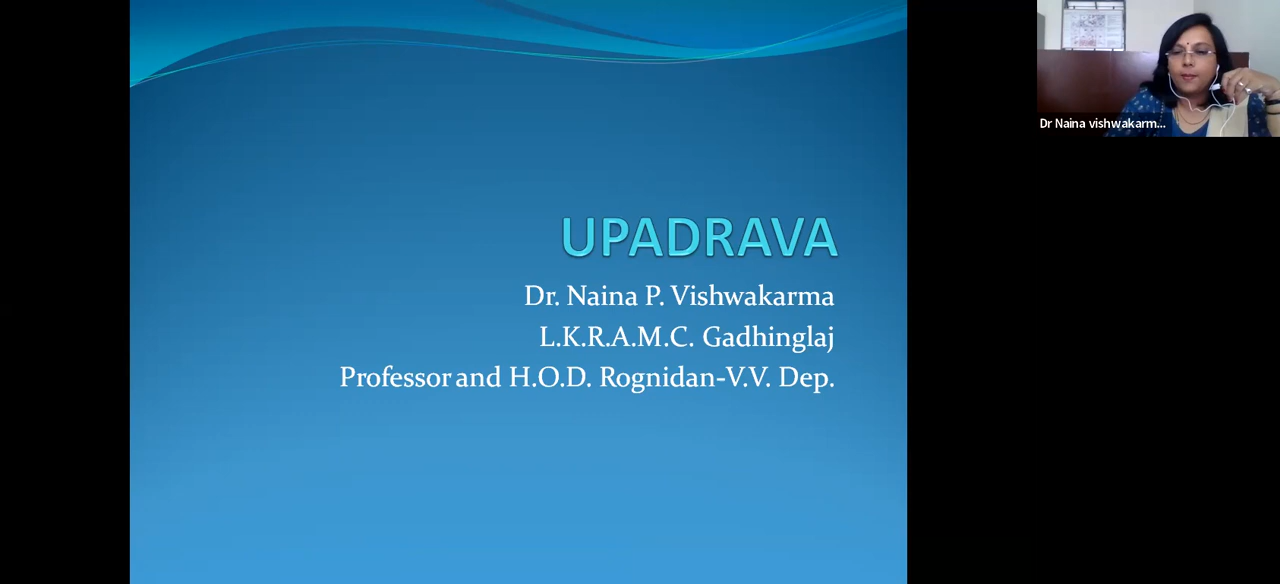 UPADRAVA
Dr. Naina P. Vishwakarma
L.K.R.A.M.C. Gadhinglaj
Professor and H.O.D. Rognidan-V.V. Dep.
Dr Naina vishwakarm...